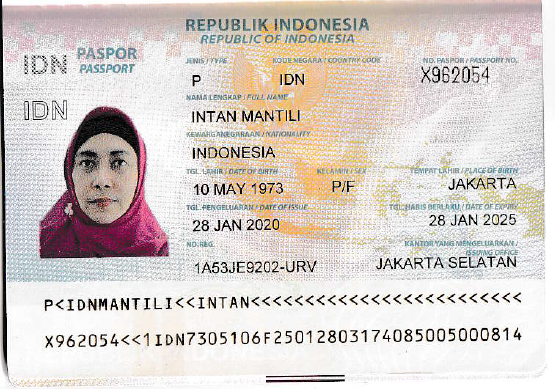 REPUBLIK INDONESIA
REPUBLIC OF INDONESIA
IDN PASPOR
PASSPORT
JENIS / TYPE KODE NEGARA / COUNTRY CODE NO. PASPOR / PASSPORT NO.
P IDN X962054
IDN
NAMA LENGKAP / FULL NAME
INTAN MANTILI
KEWARGANEGARAAN / NATIONALITY
INDONESIA
TGL. LAHIR / DATE OF BIRTH KELAMIN / SEX TEMPAT LAHIR / PLACE OF BIRTH
10 MAY 1973 P/F JAKARTA
TGL. PENGELUARAN / DATE OF ISSUE TGL. HABIS BERLAKU / DATE OF EXPIRY
28 JAN 2020 28 JAN 2025
NO. REG. KANTOR YANG MENGELUARKAN /
ISSUING OFFICE
1A53JE9202-URV JAKARTA SELATAN
P<IDNMANTILI<<INTAN<<<<<<<<<<<<<<<<<<<<<<<<<
X962054<<1IDN7305106F25012803174085005000814